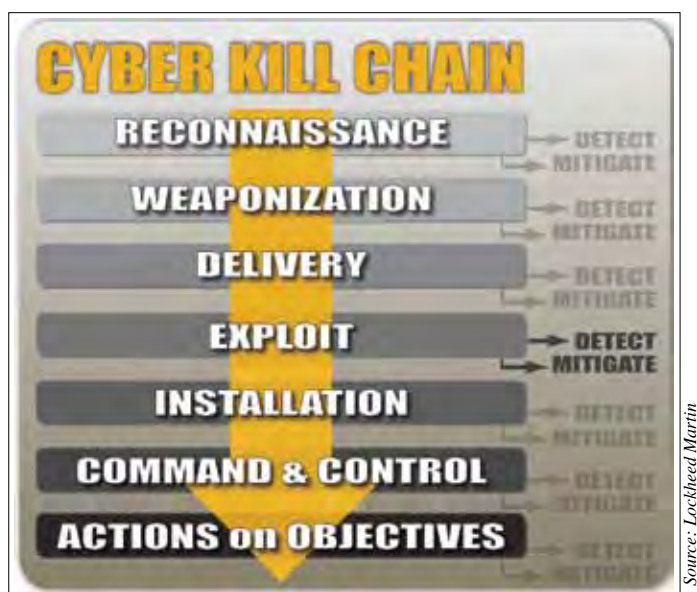 CYBER KILL CHAIN
RECONNAISSANCE
DETECT
MITIGATE
WEAPONIZATION
DETECT
MITIGATE
DELIVERY
DETECT
MITIGATE
EXPLOIT
DETECT
MITIGATE
INSTALLATION
DETECT
MITIGATE
COMMAND & CONTROL
DETECT
MITIGATE
ACTIONS on OBJECTIVES
DETECT
MITIGATE
Source: Lockheed Martin